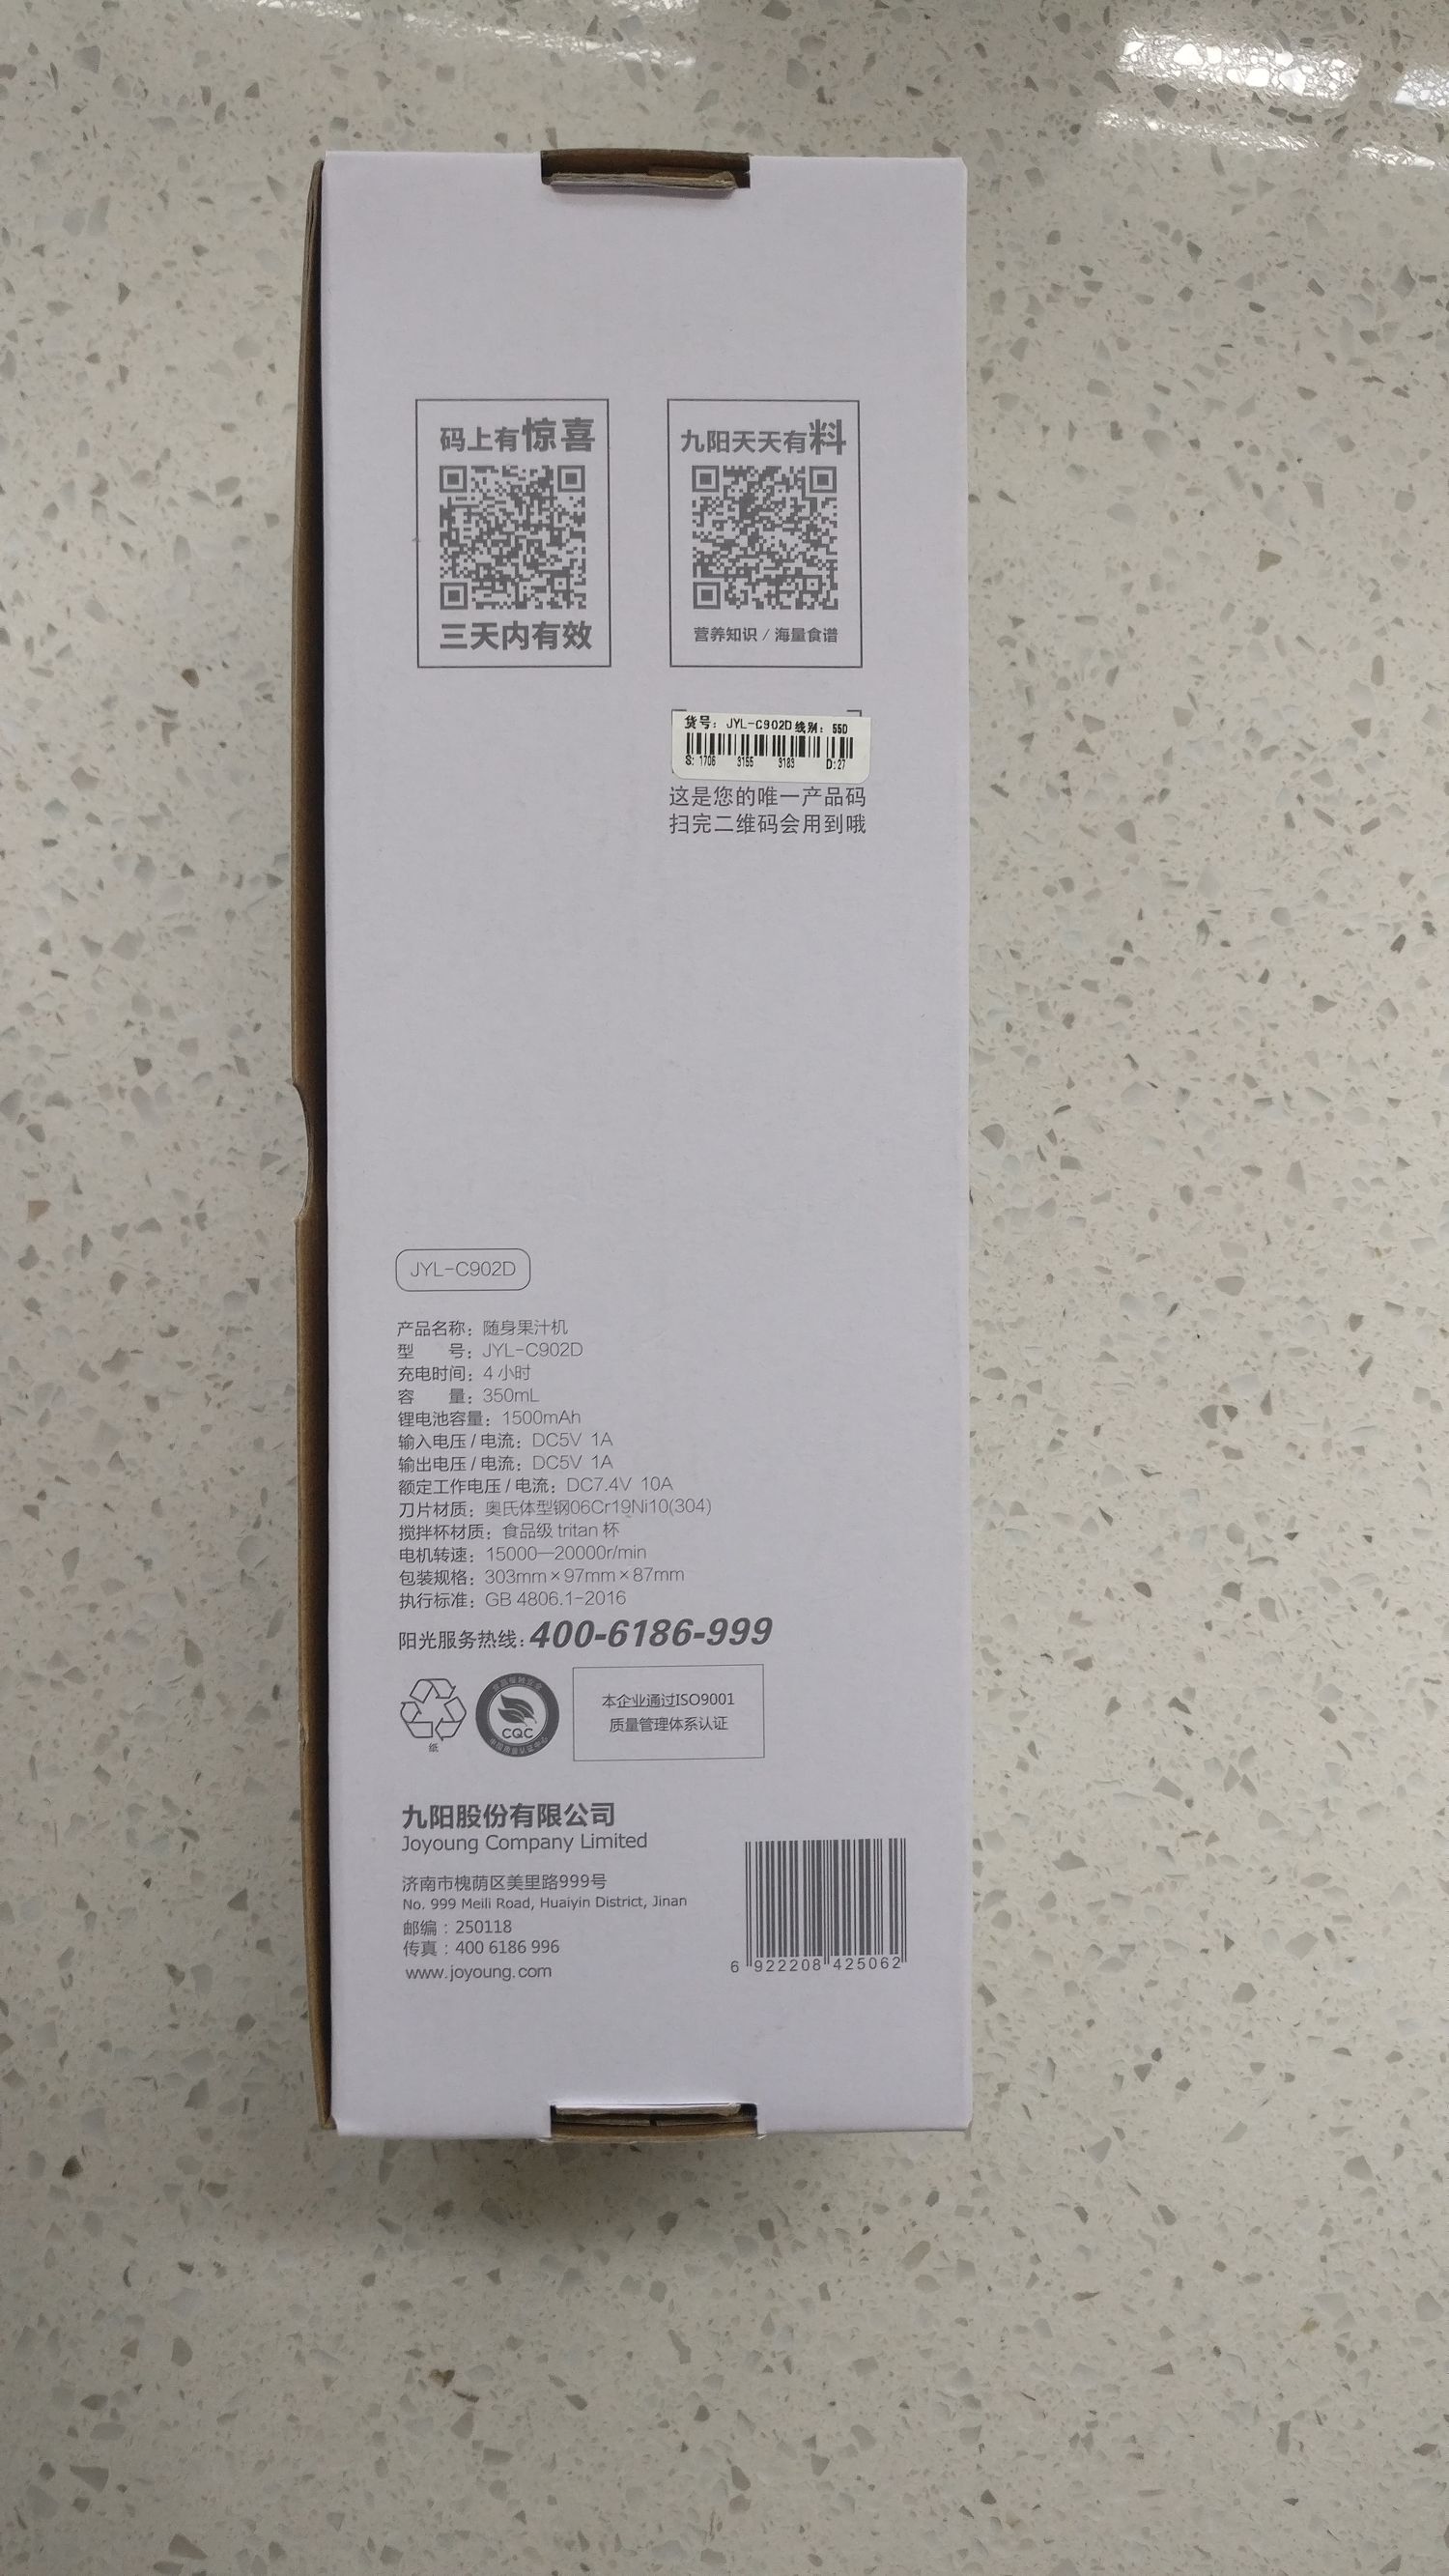 码上有惊喜
三天内有效
九阳天天有料
营养知识 / 海量食谱
货号: JYL-C902D 线别: 55D
S: 1706 3155 9183 D:27
这是您的唯一产品码
扫完二维码会用到哦
JYL-C902D
产品名称：随身果汁机
型 号：JYL-C902D
充电时间：4 小时
容 量：350mL
锂电池容量：1500mAh
输入电压 / 电流：DC5V 1A
输出电压 / 电流：DC5V 1A
额定工作电压 / 电流：DC7.4V 10A
刀片材质：奥氏体型钢06Cr19Ni10(304)
搅拌杯材质：食品级 tritan 杯
电机转速：15000—20000r/min
包装规格：303mm×97mm×87mm
执行标准：GB 4806.1-2016
阳光服务热线：400-6186-999
纸
CQC
中国质量认证中心
本企业通过ISO9001
质量管理体系认证
九阳股份有限公司
Joyoung Company Limited
济南市槐荫区美里路999号
No. 999 Meili Road, Huaiyin District, Jinan
邮编：250118
传真：400 6186 996
www.joyoung.com
6 922208 425062